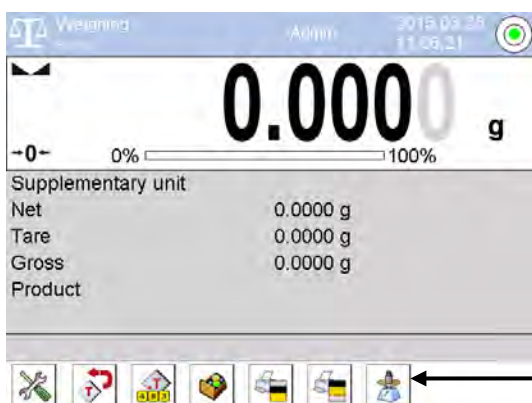 Weighing Admin 2015.03.25
11:06:21
0.0000 g
→0← 0% 100%
Supplementary unit
Net 0.0000 g
Tare 0.0000 g
Gross 0.0000 g
Product